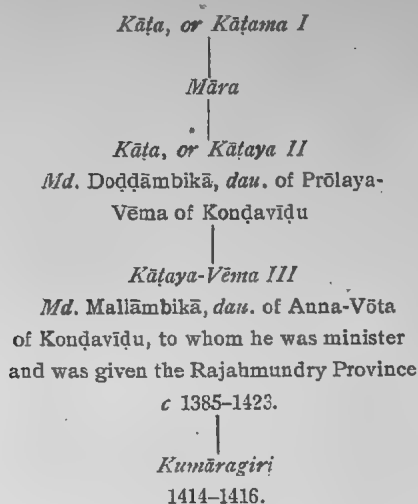 Kāṭa, or Kāṭama I
Māra
Kāṭa, or Kāṭaya II
Md. Doḍḍāmbikā, dau. of Prōlaya-
Vēma of Konḍavīḍu
Kāṭaya-Vēma III
Md. Mallāmbikā, dau. of Anna-Vōta
of Konḍavīḍu, to whom he was minister
and was given the Rajahmundry Province
c 1385–1423.
Kumāragiri
1414–1416.